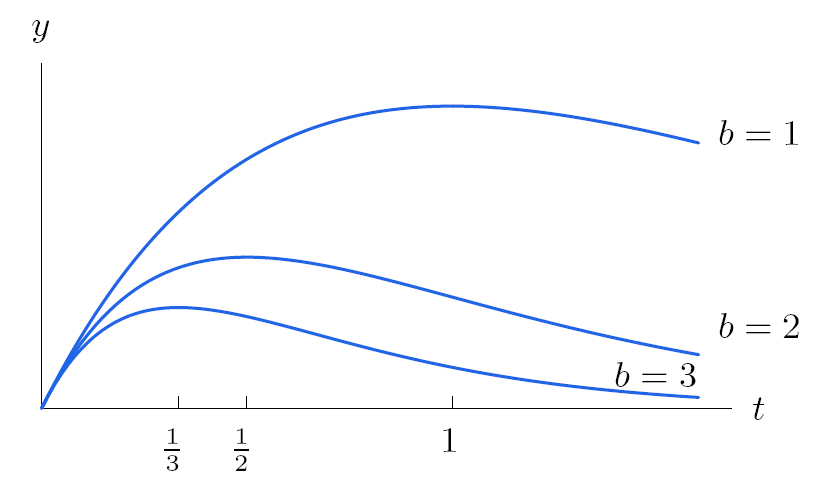 y
b = 1
b = 2
b = 3
t
1/3 1/2 1